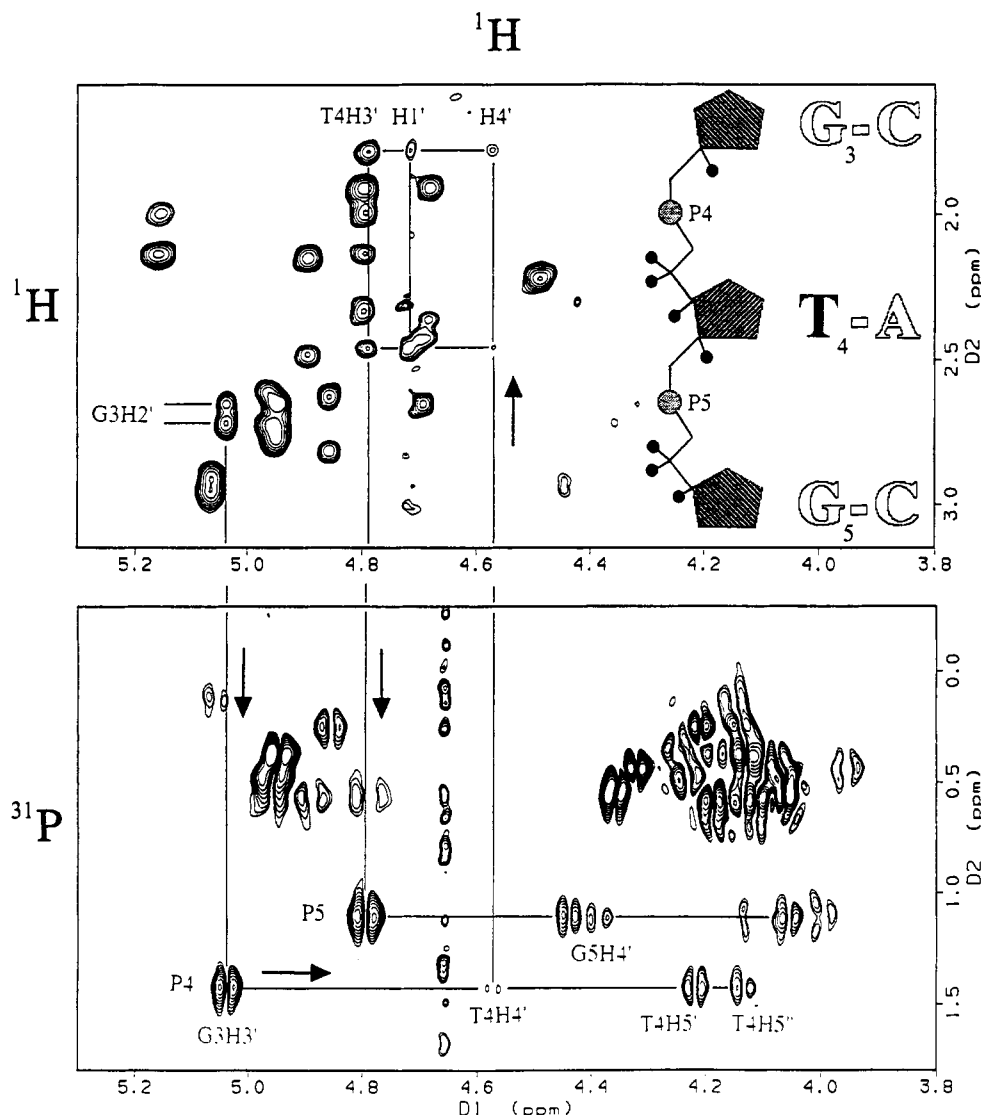 ¹H
T4H3' H1' H4'
G – C
3
P4
2.0
¹H
T – A
4
D2 (ppm)
2.5
P5
G3H2'
G – C
5
3.0
5.2 5.0 4.8 4.6 4.4 4.2 4.0 3.8
0.0
³¹P
0.5
D2 (ppm)
1.0
P5
G5H4'
P4
1.5
G3H3' T4H4' T4H5' T4H5"
5.2 5.0 4.8 4.6 4.4 4.2 4.0 3.8
D1 (ppm)